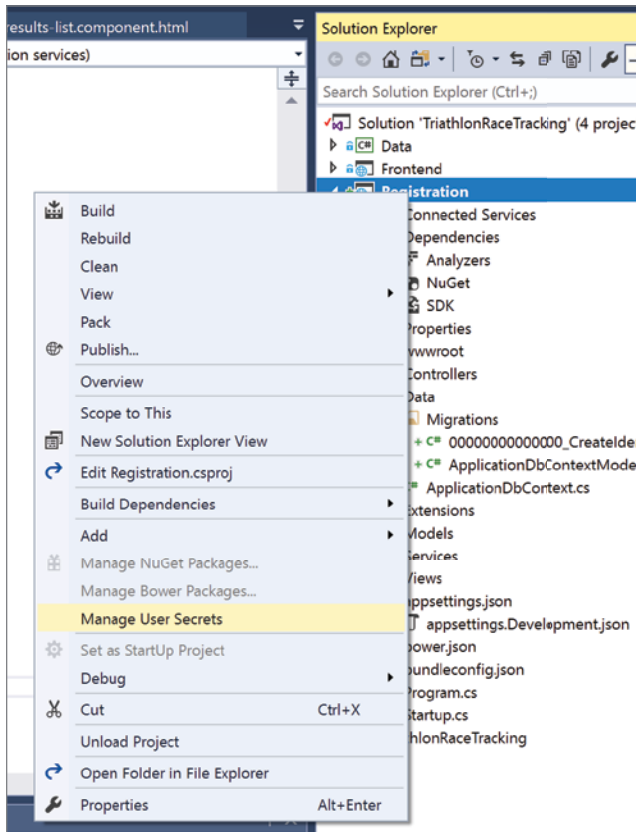 results-list.component.html
ion services)
Solution Explorer
Search Solution Explorer (Ctrl+;)
Solution 'TriathlonRaceTracking' (4 projec
C# Data
Frontend
Registration
Connected Services
Dependencies
Analyzers
NuGet
SDK
Properties
wwwroot
Controllers
Data
Migrations
+ C# 00000000000000_CreateIde
+ C# ApplicationDbContextMode
C# ApplicationDbContext.cs
Extensions
Models
Services
Views
appsettings.json
appsettings.Development.json
bower.json
bundleconfig.json
Program.cs
Startup.cs
thlonRaceTracking
Build
Rebuild
Clean
View
Pack
Publish...
Overview
Scope to This
New Solution Explorer View
Edit Registration.csproj
Build Dependencies
Add
Manage NuGet Packages...
Manage Bower Packages...
Manage User Secrets
Set as StartUp Project
Debug
Cut Ctrl+X
Unload Project
Open Folder in File Explorer
Properties Alt+Enter